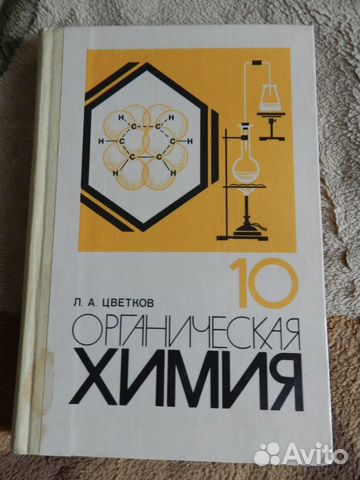 H H
C C
H C C H
C C
H H
10
Л. А. ЦВЕТКОВ
ОРГАНИЧЕСКАЯ
ХИМИЯ
Avito